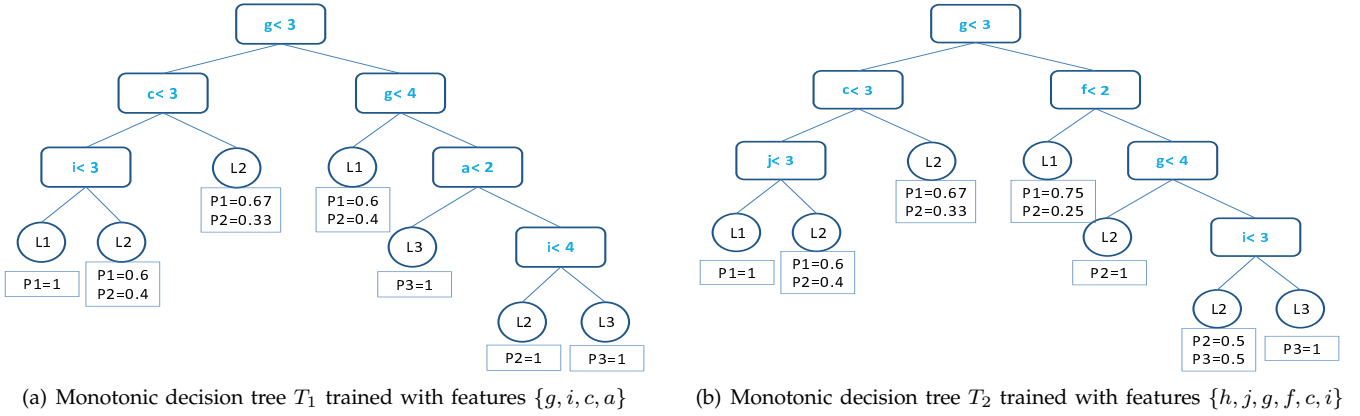 g< 3
c< 3
g< 4
i< 3
L2
P1=0.67
P2=0.33
L1
P1=0.6
P2=0.4
a< 2
L1
P1=1
L2
P1=0.6
P2=0.4
L3
P3=1
i< 4
L2
P2=1
L3
P3=1
(a) Monotonic decision tree T₁ trained with features {g, i, c, a}
g< 3
c< 3
f< 2
j< 3
L2
P1=0.67
P2=0.33
L1
P1=0.75
P2=0.25
g< 4
L1
P1=1
L2
P1=0.6
P2=0.4
L2
P2=1
i< 3
L2
P2=0.5
P3=0.5
L3
P3=1
(b) Monotonic decision tree T₂ trained with features {h, j, g, f, c, i}